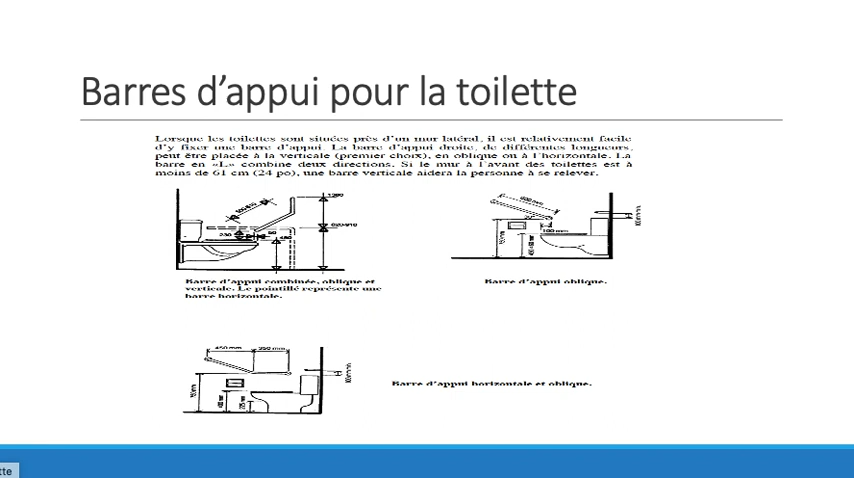 Barres d’appui pour la toilette
Lorsque les toilettes sont situées près d’un mur latéral, il est relativement facile
d’y fixer une barre d’appui. La barre d’appui droite, de différentes longueurs,
peut être placée à la verticale (premier choix), en oblique ou à l’horizontale. La
barre en «L» combine deux directions. Si le mur à l’avant des toilettes est à
moins de 61 cm (24 po), une barre verticale aidera la personne à se relever.
230
Barre d’appui combinée, oblique et
verticale. Le pointillé représente une
barre horizontale.
Barre d’appui oblique.
450 mm
Barre d’appui horizontale et oblique.
tte